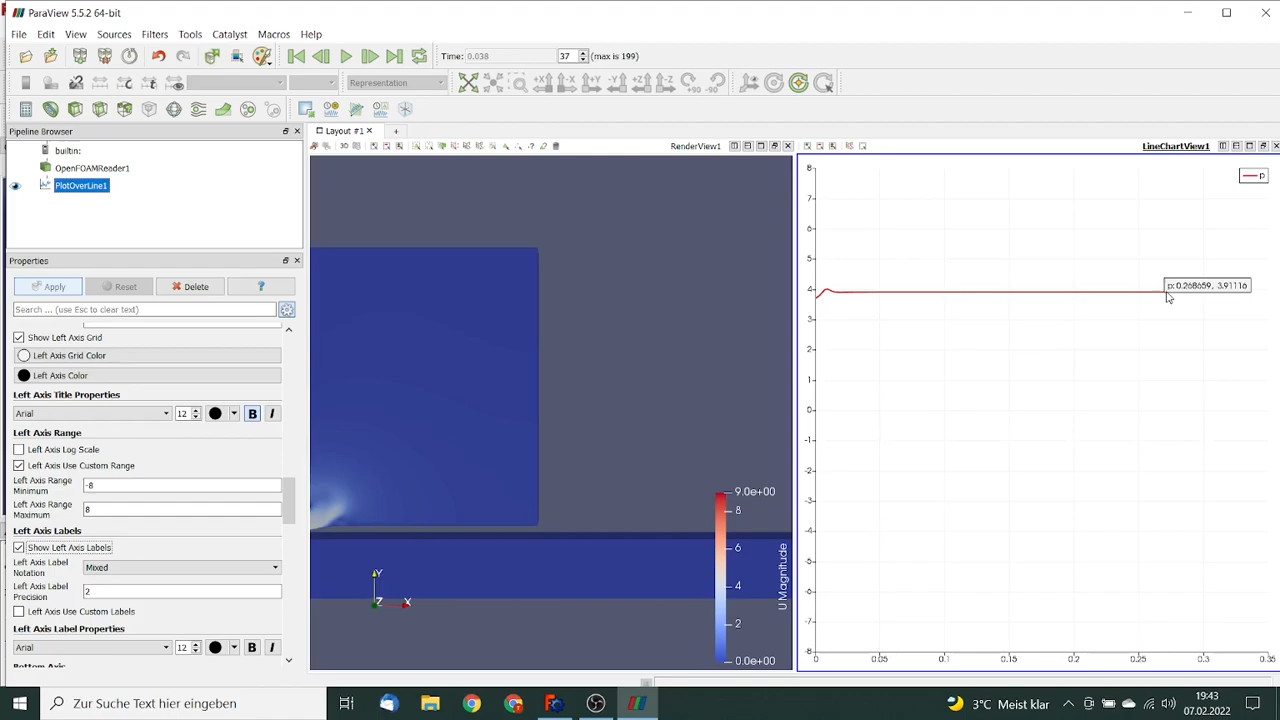 ParaView 5.5.2 64-bit
File Edit View Sources Filters Tools Catalyst Macros Help
Time: 0.038 37 (max is 199)
Representation
+X -X +Y -Y +Z -Z +90 -90
Pipeline Browser
Layout #1
builtin:
OpenFOAMReader1
PlotOverLine1
3D
RenderView1
LineChartView1
Properties
Apply
Reset
Delete
?
Search ... (use Esc to clear text)
Show Left Axis Grid
Left Axis Grid Color
Left Axis Color
Left Axis Title Properties
Arial 12 B I
Left Axis Range
Left Axis Log Scale
Left Axis Use Custom Range
Left Axis Range Minimum
-8
Left Axis Range Maximum
8
Left Axis Labels
Show Left Axis Labels
Left Axis Label Notation
Mixed
Left Axis Label Precision
2
Left Axis Use Custom Labels
Left Axis Label Properties
Arial 12 B I
Y
Z
X
9.0e+00
8
6
4
2
0.0e+00
U Magnitude
p
p: 0.268659, 3.91116
8
7
6
5
4
3
2
1
0
-1
-2
-3
-4
-5
-6
-7
-8
0 0.05 0.1 0.15 0.2 0.25 0.3 0.35
Zur Suche Text hier eingeben
3°C Meist klar
19:43
07.02.2022